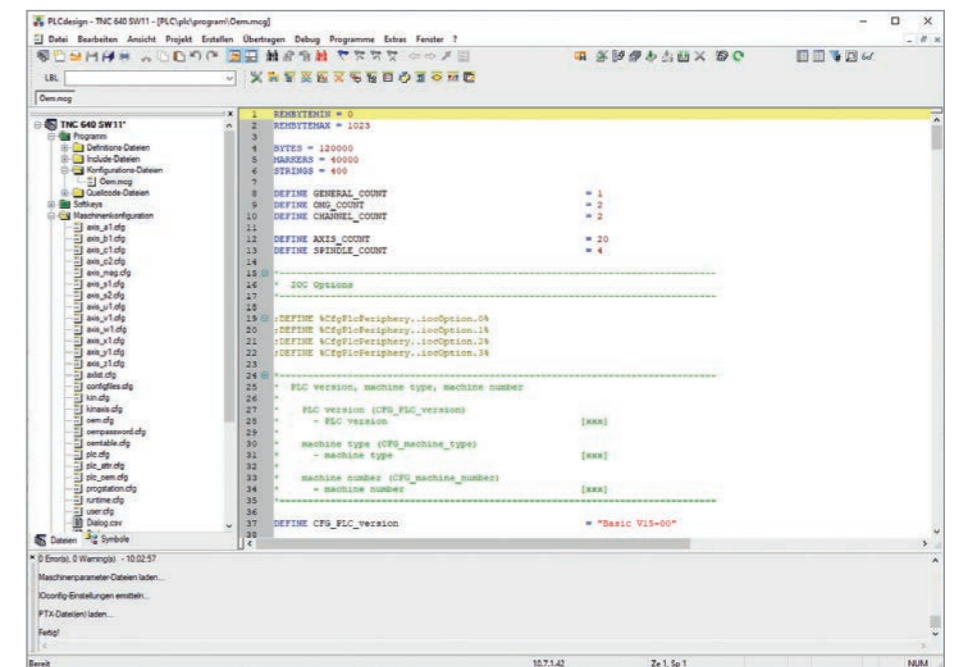 PLCdesign - TNC 640 SW11 - [PLC\plc\program\Oem.mcg]
Datei Bearbeiten Ansicht Projekt Erstellen Übertragen Debug Programme Extras Fenster ?
LBL
Oem.mcg
TNC 640 SW11*
Programm
Definitions-Dateien
Include-Dateien
Konfigurations-Dateien
Oem.mcg
Quellcode-Dateien
Softkeys
Maschinenkonfiguration
axis_a1.cfg
axis_b1.cfg
axis_c1.cfg
axis_c2.cfg
axis_mag.cfg
axis_s1.cfg
axis_s2.cfg
axis_u1.cfg
axis_v1.cfg
axis_w1.cfg
axis_x1.cfg
axis_y1.cfg
axis_z1.cfg
axlist.cfg
configfiles.cfg
kin.cfg
kinaxis.cfg
oem.cfg
oempassword.cfg
oemtable.cfg
plc.cfg
plc_attr.cfg
plc_oem.cfg
progstation.cfg
runtime.cfg
user.cfg
Dialog.csv
Dateien Symbole
1 REMBYTEMIN = 0
2 REMBYTEMAX = 1023
3
4 BYTES = 120000
5 MARKERS = 40000
6 STRINGS = 400
7
8 DEFINE GENERAL_COUNT = 1
9 DEFINE OMG_COUNT = 2
10 DEFINE CHANNEL_COUNT = 2
11
12 DEFINE AXIS_COUNT = 20
13 DEFINE SPINDLE_COUNT = 4
14
15 *------------------------------------------------------------
16 * IOC Options
17 *------------------------------------------------------------
18
19 ;DEFINE %CfgPlcPeriphery..iocOption.0%
20 ;DEFINE %CfgPlcPeriphery..iocOption.1%
21 ;DEFINE %CfgPlcPeriphery..iocOption.2%
22 ;DEFINE %CfgPlcPeriphery..iocOption.3%
23
24 *------------------------------------------------------------
25 * PLC version, machine type, machine number
26 *
27 * PLC version (CFG_PLC_version)
28 * - PLC version [xxx]
29 *
30 * machine type (CFG_machine_type)
31 * - machine type [xxx]
32 *
33 * machine number (CFG_machine_number)
34 * - machine number [xxx]
35 *------------------------------------------------------------
36
37 DEFINE CFG_PLC_version = "Basic V15-00"
38
0 Error(s), 0 Warning(s) - 10:02:57
Maschinenparameter-Dateien laden...
IOconfig-Einstellungen ermitteln...
PTX-Datei(en) laden...
Fertig!
Bereit 10.7.1.42 Ze 1, Sp 1 NUM